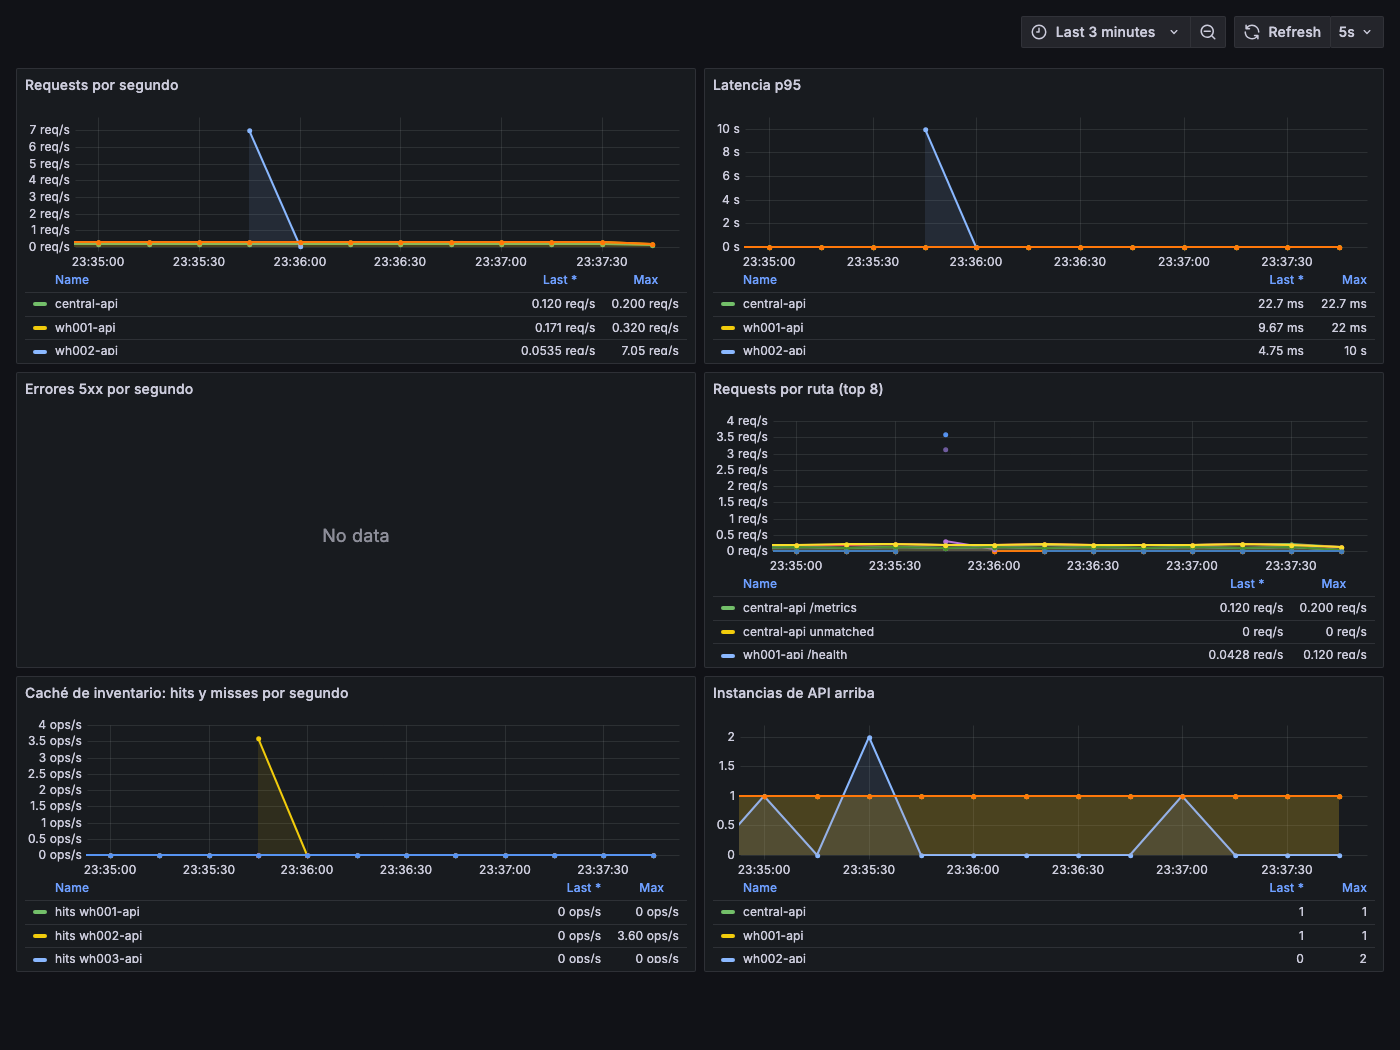 Last 3 minutes
Refresh
5s
Requests por segundo
7 req/s
6 req/s
5 req/s
4 req/s
3 req/s
2 req/s
1 req/s
0 req/s
23:35:00 23:35:30 23:36:00 23:36:30 23:37:00 23:37:30
Name Last * Max
central-api 0.120 req/s 0.200 req/s
wh001-api 0.171 req/s 0.320 req/s
wh002-api 0.0535 req/s 7.05 req/s
Latencia p95
10 s
8 s
6 s
4 s
2 s
0 s
23:35:00 23:35:30 23:36:00 23:36:30 23:37:00 23:37:30
Name Last * Max
central-api 22.7 ms 22.7 ms
wh001-api 9.67 ms 22 ms
wh002-api 4.75 ms 10 s
Errores 5xx por segundo
No data
Requests por ruta (top 8)
4 req/s
3.5 req/s
3 req/s
2.5 req/s
2 req/s
1.5 req/s
1 req/s
0.5 req/s
0 req/s
23:35:00 23:35:30 23:36:00 23:36:30 23:37:00 23:37:30
Name Last * Max
central-api /metrics 0.120 req/s 0.200 req/s
central-api unmatched 0 req/s 0 req/s
wh001-api /health 0.0428 req/s 0.120 req/s
Caché de inventario: hits y misses por segundo
4 ops/s
3.5 ops/s
3 ops/s
2.5 ops/s
2 ops/s
1.5 ops/s
1 ops/s
0.5 ops/s
0 ops/s
23:35:00 23:35:30 23:36:00 23:36:30 23:37:00 23:37:30
Name Last * Max
hits wh001-api 0 ops/s 0 ops/s
hits wh002-api 0 ops/s 3.60 ops/s
hits wh003-api 0 ops/s 0 ops/s
Instancias de API arriba
2
1.5
1
0.5
0
23:35:00 23:35:30 23:36:00 23:36:30 23:37:00 23:37:30
Name Last * Max
central-api 1 1
wh001-api 1 1
wh002-api 0 2